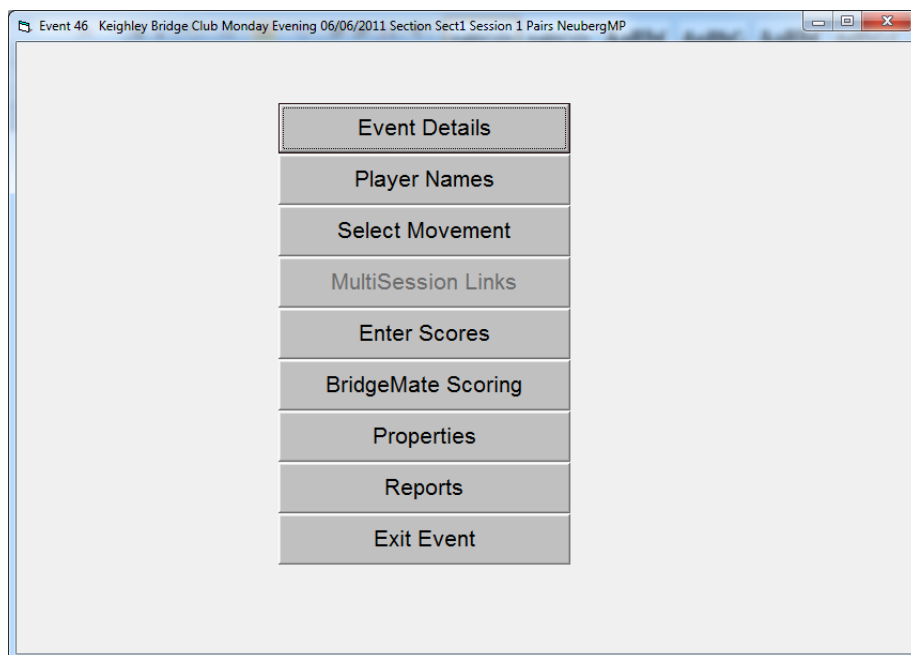 Event 46 Keighley Bridge Club Monday Evening 06/06/2011 Section Sect1 Session 1 Pairs NeubergMP
Event Details
Player Names
Select Movement
MultiSession Links
Enter Scores
BridgeMate Scoring
Properties
Reports
Exit Event